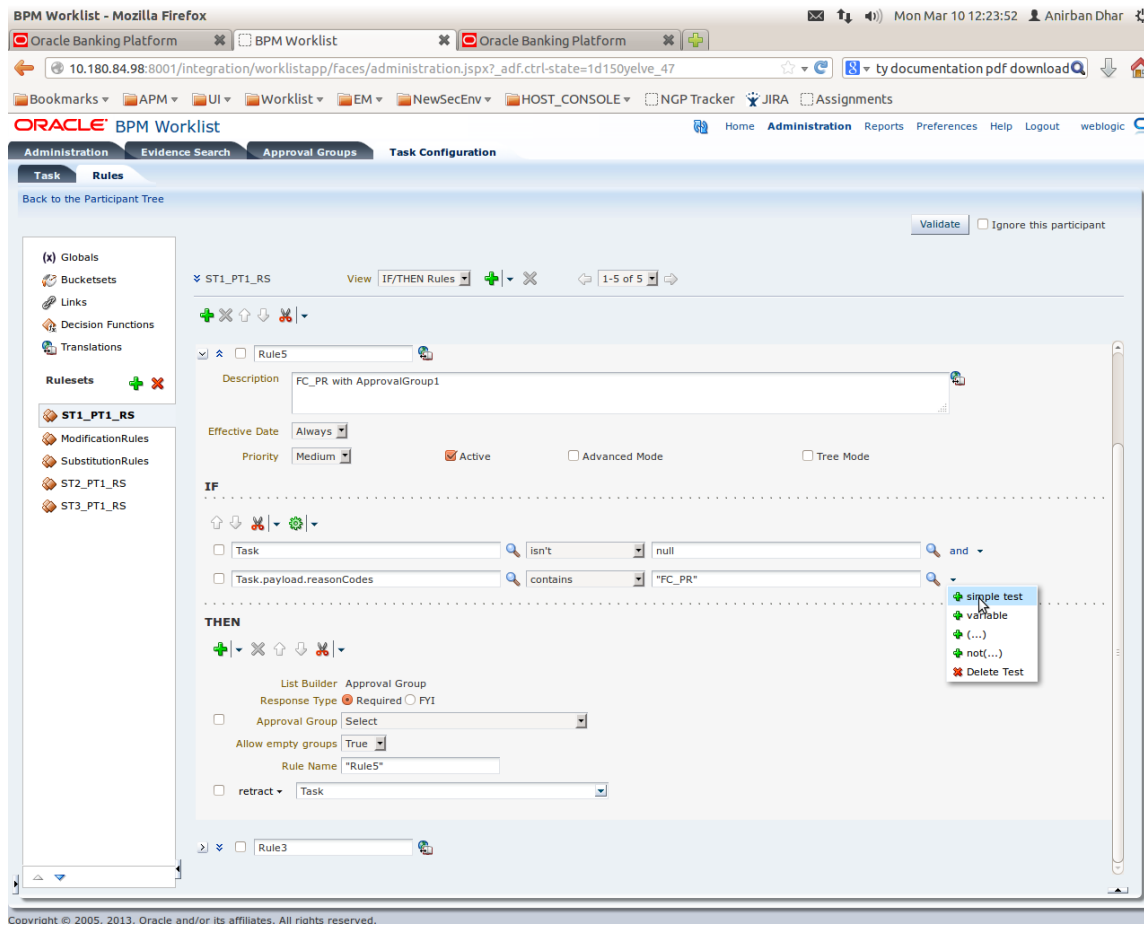 BPM Worklist - Mozilla Firefox Mon Mar 10 12:23:52 Anirban Dhar
Oracle Banking Platform BPM Worklist Oracle Banking Platform
10.180.84.98:8001/integration/worklistapp/faces/administration.jspx?_adf.ctrl-state=1d150yelve_47 ty documentation pdf download
Bookmarks APM UI Worklist EM NewSecEnv HOST_CONSOLE NGP Tracker JIRA Assignments
ORACLE BPM Worklist Home Administration Reports Preferences Help Logout weblogic
Administration Evidence Search Approval Groups Task Configuration
Task Rules
Back to the Participant Tree
Validate Ignore this participant
(x) Globals
Bucketsets
Links
Decision Functions
Translations
Rulesets
ST1_PT1_RS
ModificationRules
SubstitutionRules
ST2_PT1_RS
ST3_PT1_RS
ST1_PT1_RS View IF/THEN Rules 1-5 of 5
Rule5
Description FC_PR with ApprovalGroup1
Effective Date Always
Priority Medium Active Advanced Mode Tree Mode
IF
Task isn't null and
Task.payload.reasonCodes contains "FC_PR"
simple test
variable
(...)
not(...)
Delete Test
THEN
List Builder Approval Group
Response Type Required FYI
Approval Group Select
Allow empty groups True
Rule Name "Rule5"
retract Task
Rule3
Copyright © 2005, 2013, Oracle and/or its affiliates. All rights reserved.